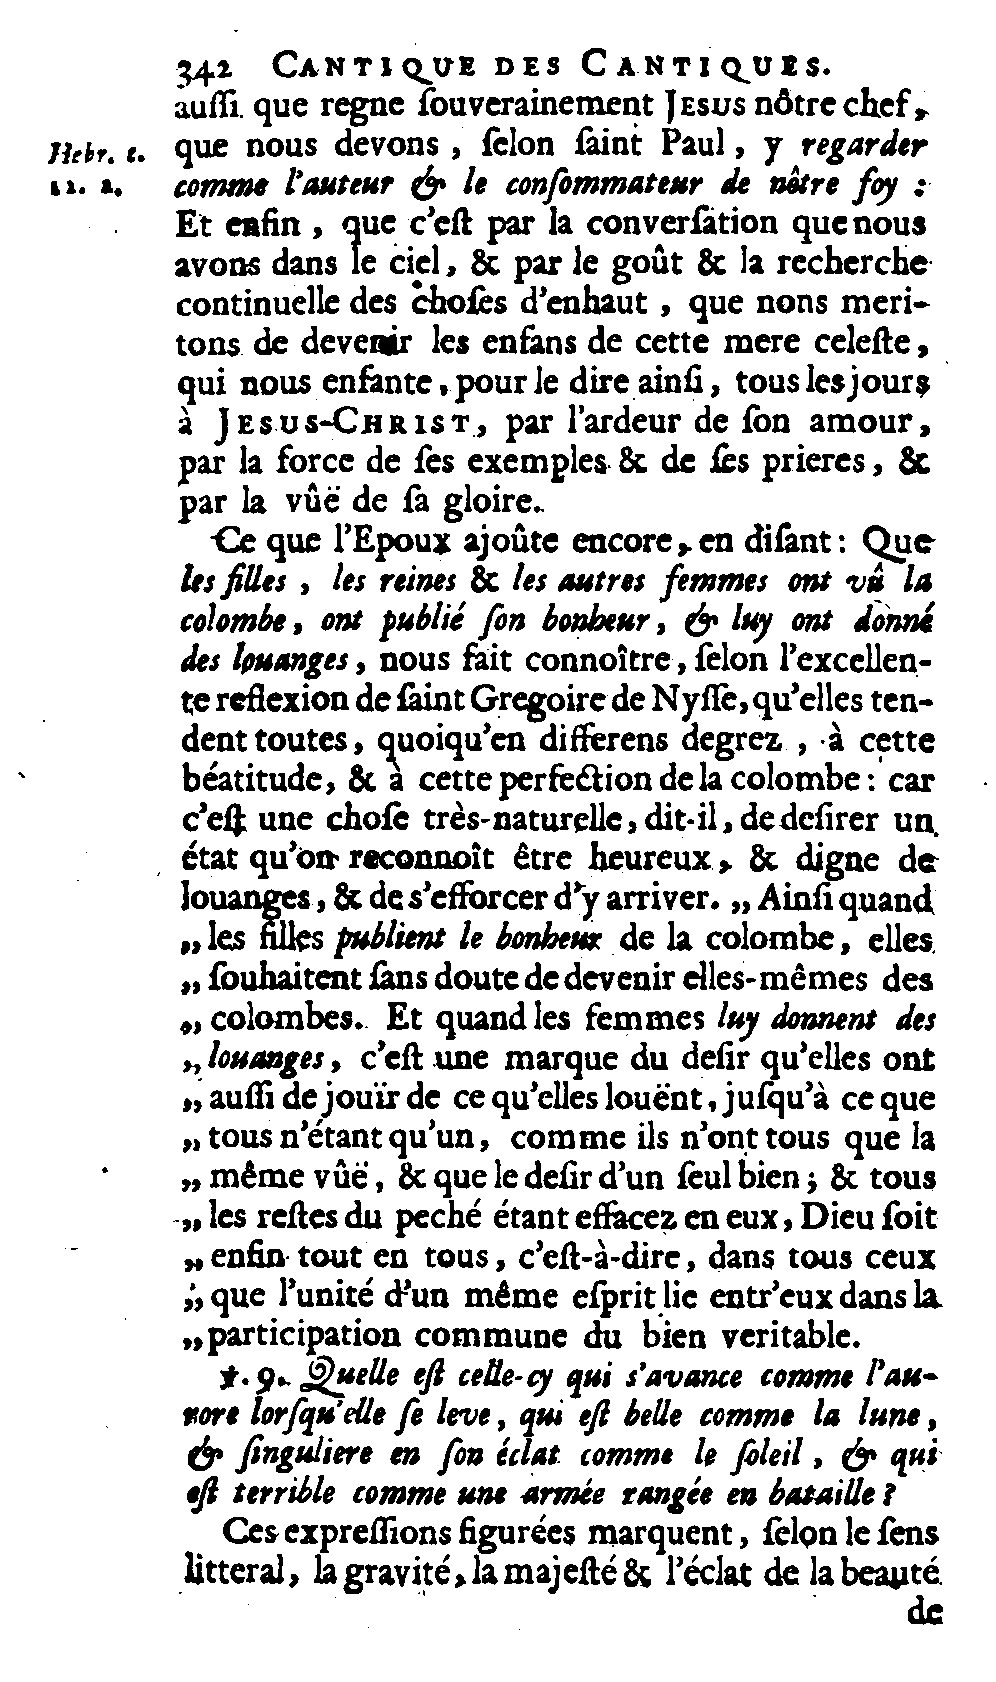 342 CANTIQUE DES CANTIQUES.
auſſi que regne ſouverainement JESUS nôtre chef,
Hebr. c. 12. 2.
que nous devons, ſelon ſaint Paul, y regarder
comme l'auteur & le conſommateur de nôtre foy :
Et enfin, que c'eſt par la converſation que nous
avons dans le ciel, & par le goût & la recherche
continuelle des choſes d'enhaut, que nons meri-
tons de devenir les enfans de cette mere celeſte,
qui nous enfante, pour le dire ainſi, tous les jours
à JESUS-CHRIST, par l'ardeur de ſon amour,
par la force de ſes exemples & de ſes prieres, &
par la vûë de ſa gloire.
Ce que l'Epoux ajoûte encore, en diſant : Que
les filles, les reines & les autres femmes ont vû la
colombe, ont publié ſon bonheur, & luy ont donné
des louanges, nous fait connoître, ſelon l'excellen-
te reflexion de ſaint Gregoire de Nyſſe, qu'elles ten-
dent toutes, quoiqu'en differens degrez, à cette
béatitude, & à cette perfection de la colombe : car
c'eſt une choſe très-naturelle, dit-il, de deſirer un
état qu'on reconnoît être heureux, & digne de
louanges, & de s'efforcer d'y arriver. „ Ainſi quand
„ les filles publient le bonheur de la colombe, elles
„ ſouhaitent ſans doute de devenir elles-mêmes des
„ colombes. Et quand les femmes luy donnent des
„ louanges, c'eſt une marque du deſir qu'elles ont
„ auſſi de jouïr de ce qu'elles louënt, juſqu'à ce que
„ tous n'étant qu'un, comme ils n'ont tous que la
„ même vûë, & que le deſir d'un ſeul bien ; & tous
„ les reſtes du peché étant effacez en eux, Dieu ſoit
„ enfin tout en tous, c'eſt-à-dire, dans tous ceux
„ que l'unité d'un même eſprit lie entr'eux dans la
„ participation commune du bien veritable.
℣. 9. Quelle eſt celle-cy qui s'avance comme l'au-
rore lorſqu'elle ſe leve, qui eſt belle comme la lune,
& ſinguliere en ſon éclat comme le ſoleil, & qui
eſt terrible comme une armée rangée en bataille ?
Ces expreſſions figurées marquent, ſelon le ſens
litteral, la gravité, la majeſté & l'éclat de la beauté
de